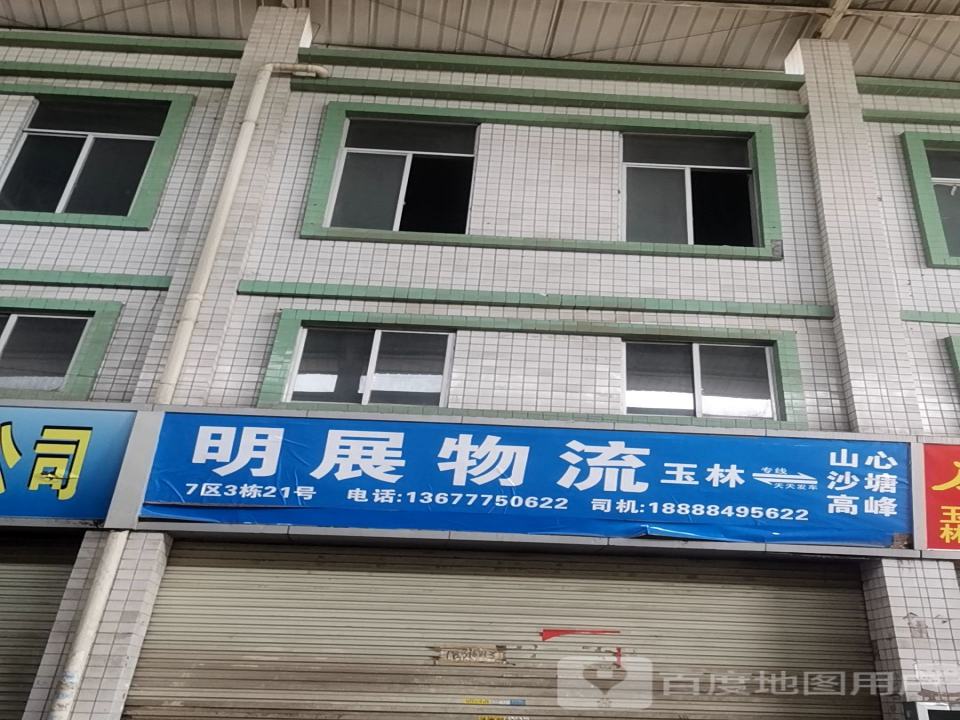 公司
明展物流
玉林
专线
天天发车
山心
沙塘
高峰
7区3栋21号 电话:13677750622 司机:18888495622
玉林
百度地图用户